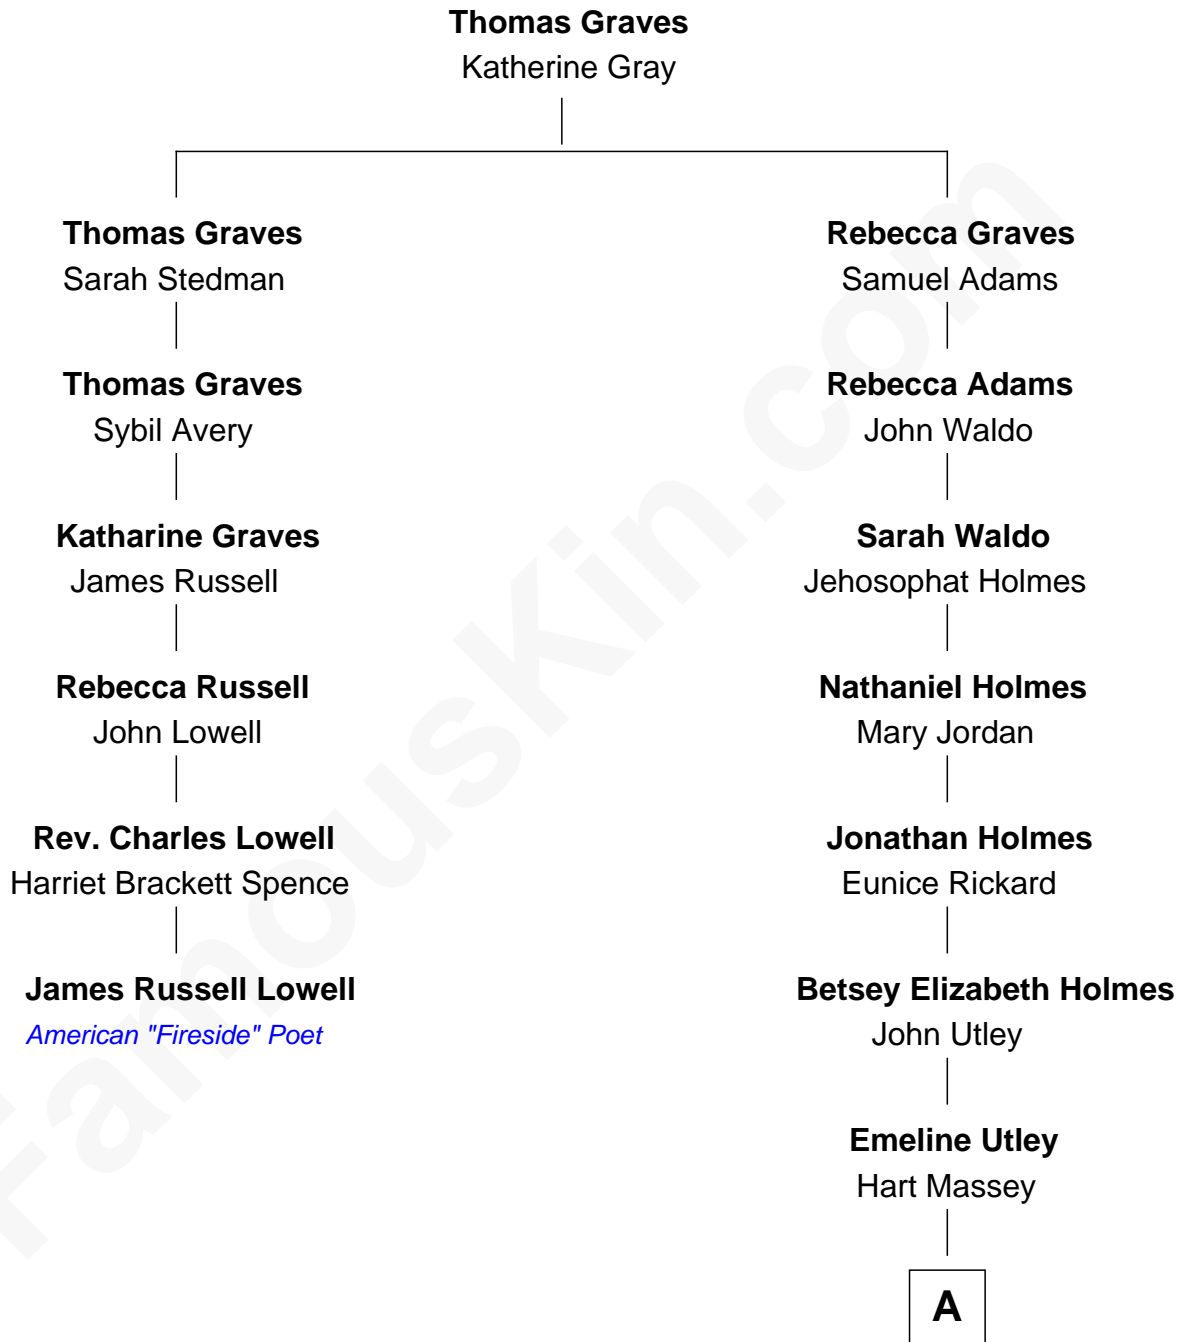 Thomas Graves
Katherine Gray
Thomas Graves
Sarah Stedman
Rebecca Graves
Samuel Adams
Thomas Graves
Sybil Avery
Rebecca Adams
John Waldo
Katharine Graves
James Russell
Sarah Waldo
Jehosophat Holmes
Rebecca Russell
John Lowell
Nathaniel Holmes
Mary Jordan
Rev. Charles Lowell
Harriet Brackett Spence
Jonathan Holmes
Eunice Rickard
James Russell Lowell
American "Fireside" Poet
Betsey Elizabeth Holmes
John Utley
Emeline Utley
Hart Massey
A
FamousKin.com